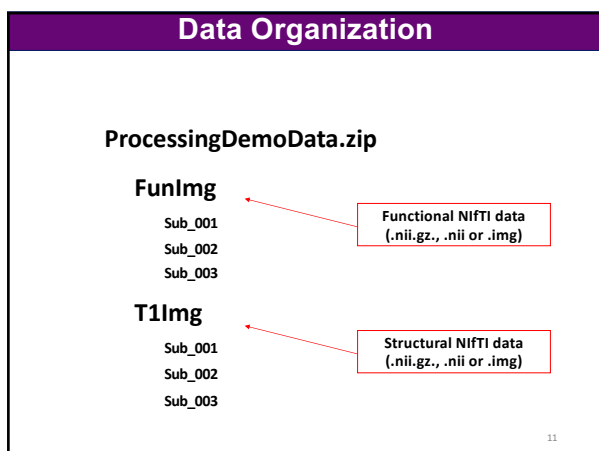 Data Organization
ProcessingDemoData.zip
FunImg
Sub_001
Sub_002
Sub_003
Functional NIfTI data
(.nii.gz., .nii or .img)
T1Img
Sub_001
Sub_002
Sub_003
Structural NIfTI data
(.nii.gz., .nii or .img)
11